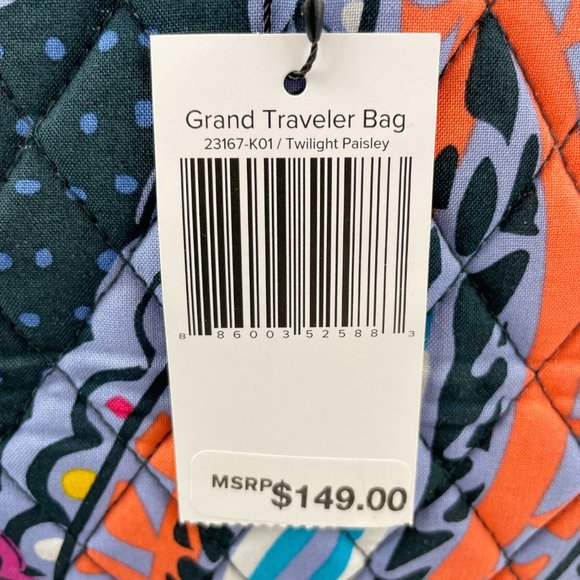 Grand Traveler Bag
23167-K01 / Twilight Paisley
8 86003 52588 3
MSRP $149.00